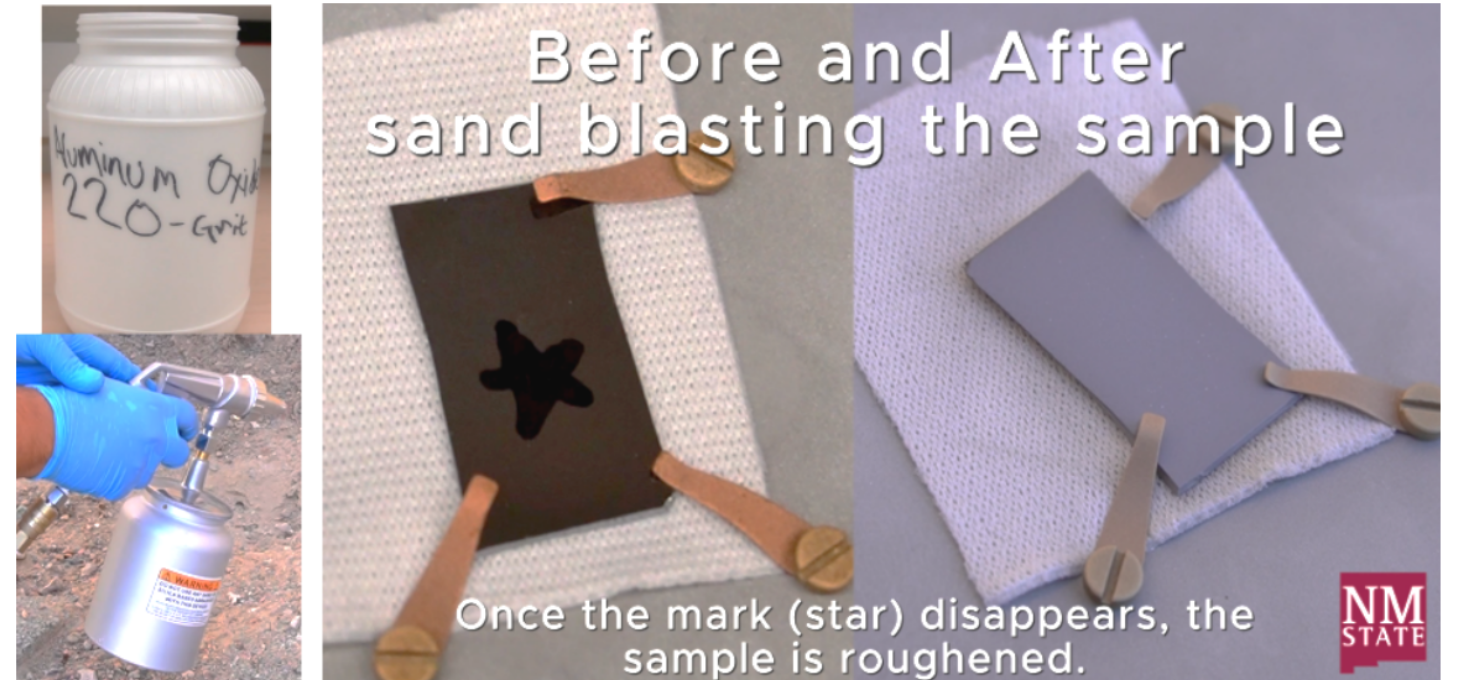 Aluminum Oxide
220-Grit
WARNING
Before and After
sand blasting the sample
Once the mark (star) disappears, the
sample is roughened.
NM
STATE